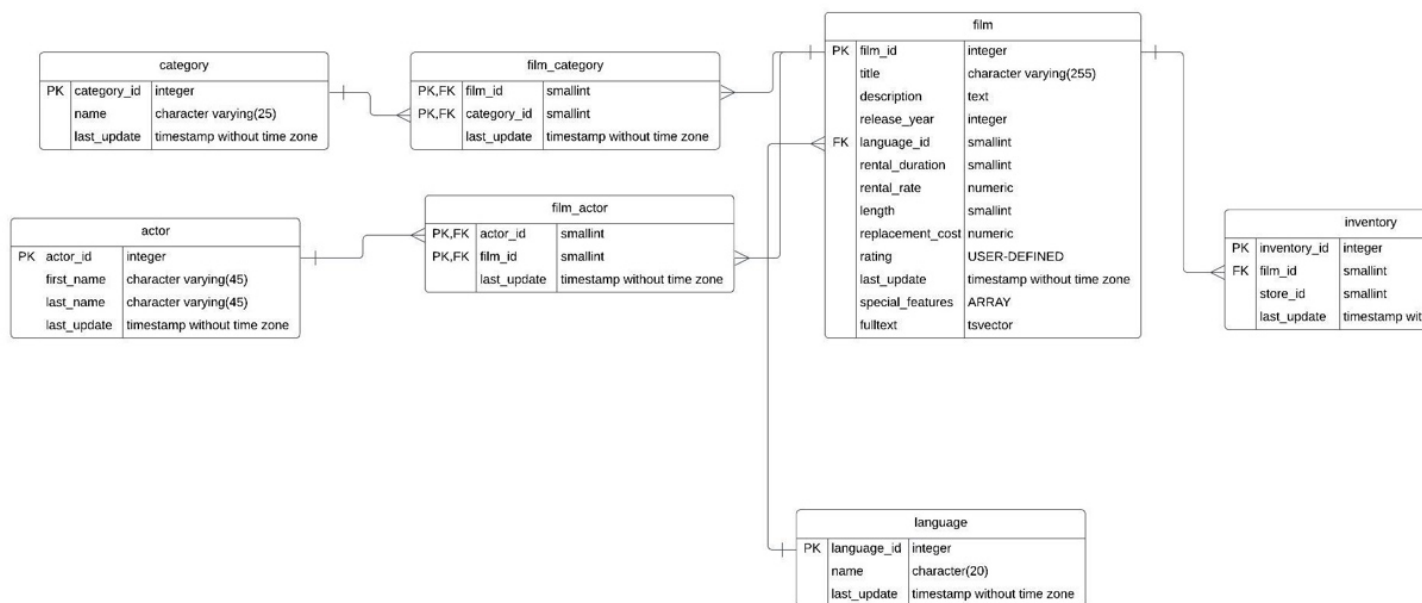 category
PK category_id integer
name character varying(25)
last_update timestamp without time zone
film_category
PK,FK film_id smallint
PK,FK category_id smallint
last_update timestamp without time zone
film
PK film_id integer
title character varying(255)
description text
release_year integer
FK language_id smallint
rental_duration smallint
rental_rate numeric
length smallint
replacement_cost numeric
rating USER-DEFINED
last_update timestamp without time zone
special_features ARRAY
fulltext tsvector
actor
PK actor_id integer
first_name character varying(45)
last_name character varying(45)
last_update timestamp without time zone
film_actor
PK,FK actor_id smallint
PK,FK film_id smallint
last_update timestamp without time zone
inventory
PK inventory_id integer
FK film_id smallint
store_id smallint
last_update timestamp wit
language
PK language_id integer
name character(20)
last_update timestamp without time zone